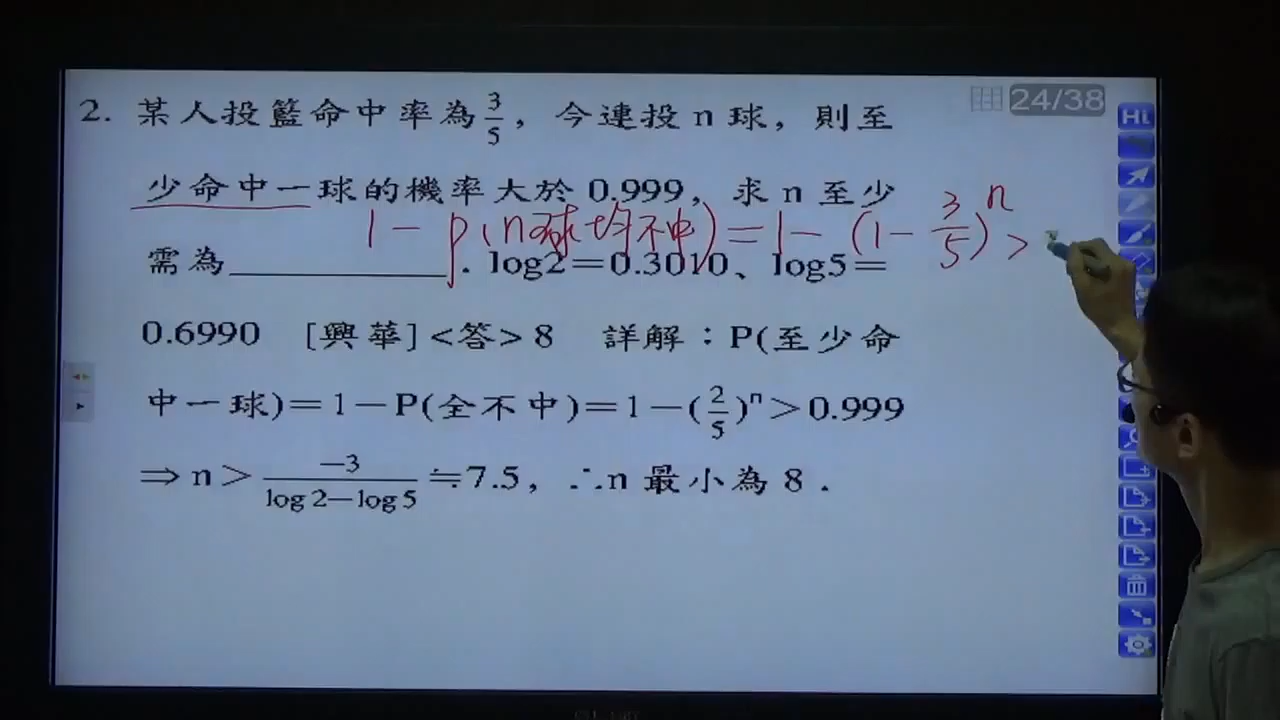 24/38
HL
2. 某人投籃命中率為3/5，今連投n球，則至
少命中一球的機率大於0.999，求n至少
1－p(n球均不中)＝1－(1－3/5)^n＞
需為＿＿＿＿＿＿. log2＝0.3010、log5＝
0.6990 [興華]<答>8 詳解：P(至少命
中一球)＝1－P(全不中)＝1－(2/5)^n＞0.999
⇒n＞－3/(log2－log5)≒7.5，∴n最小為8.